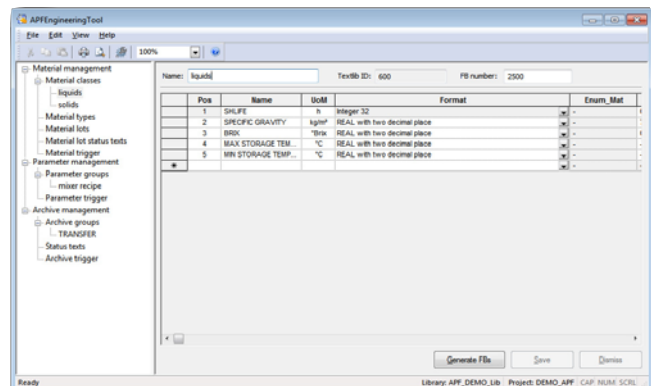 APFEngineeringTool
File Edit View Help
100%
Material management
Material classes
liquids
solids
Material types
Material lots
Material lot status texts
Material trigger
Parameter management
Parameter groups
mixer recipe
Parameter trigger
Archive management
Archive groups
TRANSFER
Status texts
Archive trigger
Name: liquids Textlib ID: 600 FB number: 2500
Pos Name UoM Format Enum_Mat
1 SHLIFE h Integer 32 -
2 SPECIFIC GRAVITY kg/m³ REAL with two decimal place -
3 BRIX °Brix REAL with two decimal place -
4 MAX STORAGE TEM... °C REAL with two decimal place -
5 MIN STORAGE TEMP... °C REAL with two decimal place -
Generate FBs Save Dismiss
Ready Library: APF_DEMO_Lib Project: DEMO_APF CAP NUM SCRL